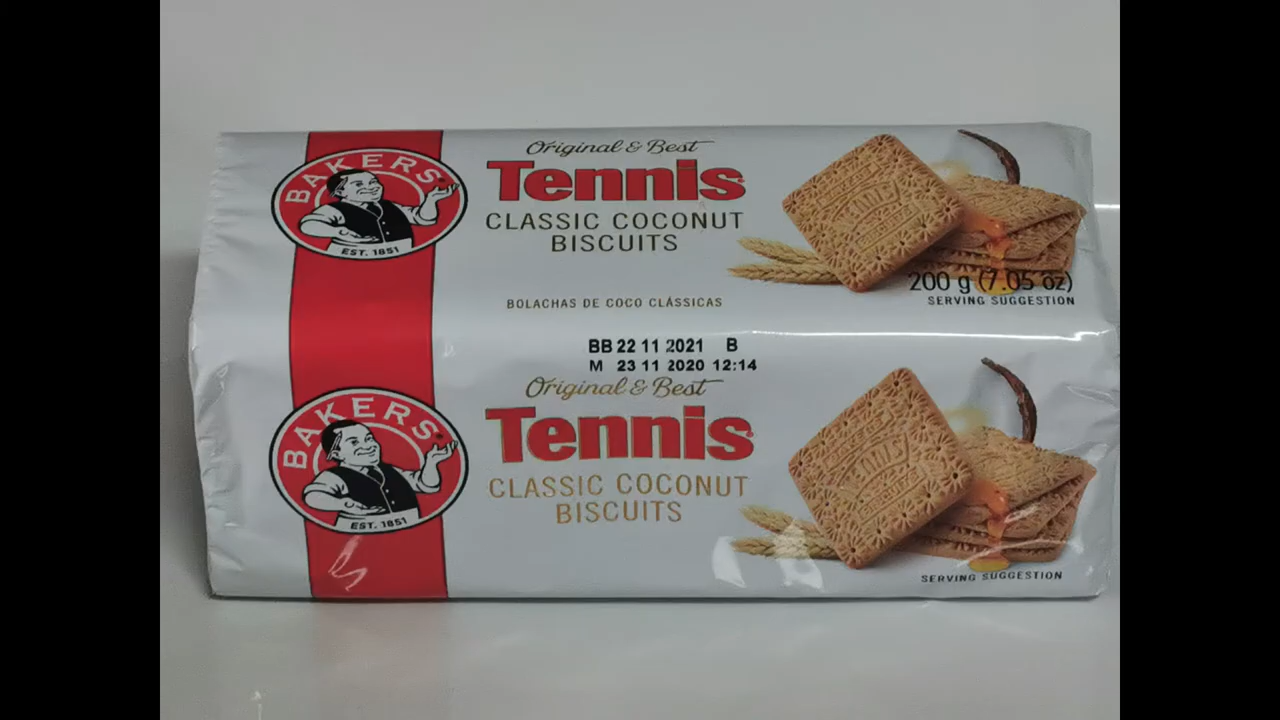 BAKERS
EST. 1851
Original & Best
Tennis
CLASSIC COCONUT
BISCUITS
BOLACHAS DE COCO CLÁSSICAS
200 g (7.05 oz)
SERVING SUGGESTION
BB 22 11 2021 B
M 23 11 2020 12:14
BAKERS
EST. 1851
Original & Best
Tennis
CLASSIC COCONUT
BISCUITS
SERVING SUGGESTION